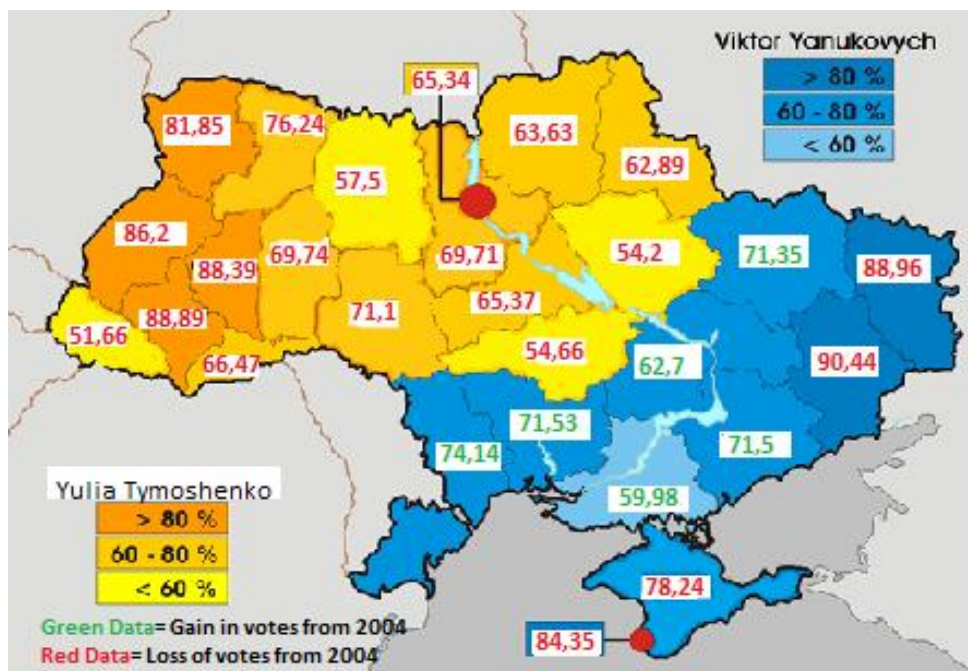 Viktor Yanukovych
> 80 %
60 - 80 %
< 60 %
65,34
81,85
76,24
63,63
62,89
57,5
86,2
88,39
69,74
69,71
54,2
71,35
88,96
88,89
71,1
65,37
51,66
66,47
54,66
62,7
90,44
74,14
71,53
71,5
59,98
78,24
84,35
Yulia Tymoshenko
> 80 %
60 - 80 %
< 60 %
Green Data= Gain in votes from 2004
Red Data= Loss of votes from 2004